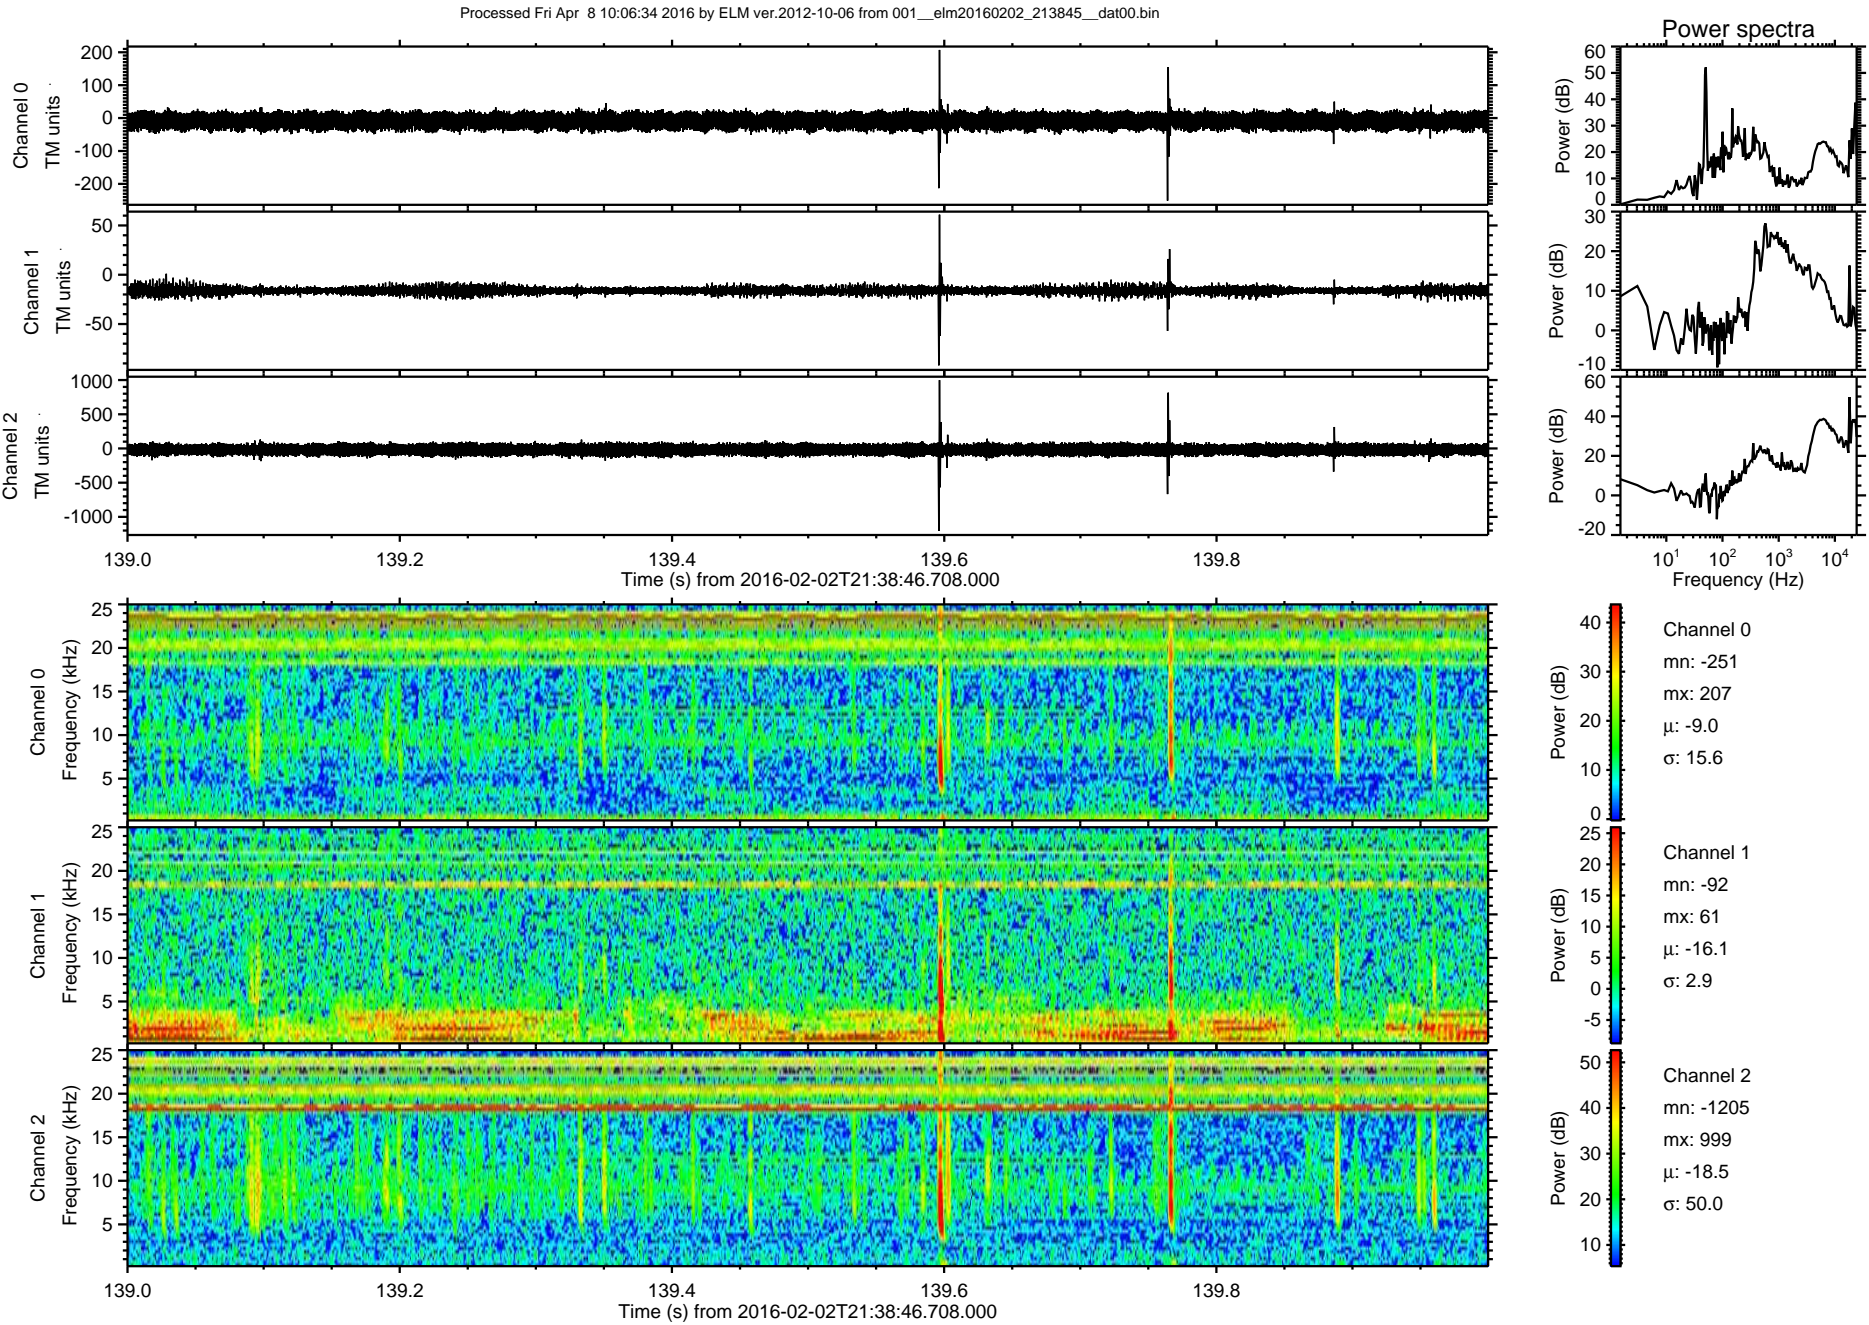 Processed Fri Apr  8 10:06:34 2016 by ELM ver.2012-10-06 from 001__elm20160202_213845__dat00.bin
Power spectra
Channel 0
TM units
200
100
0
-100
-200
Power (dB)
60
50
40
30
20
10
0
Channel 1
TM units
50
0
-50
Power (dB)
30
20
10
0
-10
Channel 2
TM units
1000
500
0
-500
-1000
Power (dB)
60
40
20
0
-20
139.0 139.2 139.4 139.6 139.8
Time (s) from 2016-02-02T21:38:46.708.000
10¹ 10² 10³ 10⁴
Frequency (Hz)
Channel 0
Frequency (kHz)
25
20
15
10
5
Power (dB)
40
30
20
10
0
Channel 0
mn: -251
mx: 207
μ: -9.0
σ: 15.6
Channel 1
Frequency (kHz)
25
20
15
10
5
Power (dB)
25
20
15
10
5
0
-5
Channel 1
mn: -92
mx: 61
μ: -16.1
σ: 2.9
Channel 2
Frequency (kHz)
25
20
15
10
5
Power (dB)
50
40
30
20
10
Channel 2
mn: -1205
mx: 999
μ: -18.5
σ: 50.0
139.0 139.2 139.4 139.6 139.8
Time (s) from 2016-02-02T21:38:46.708.000